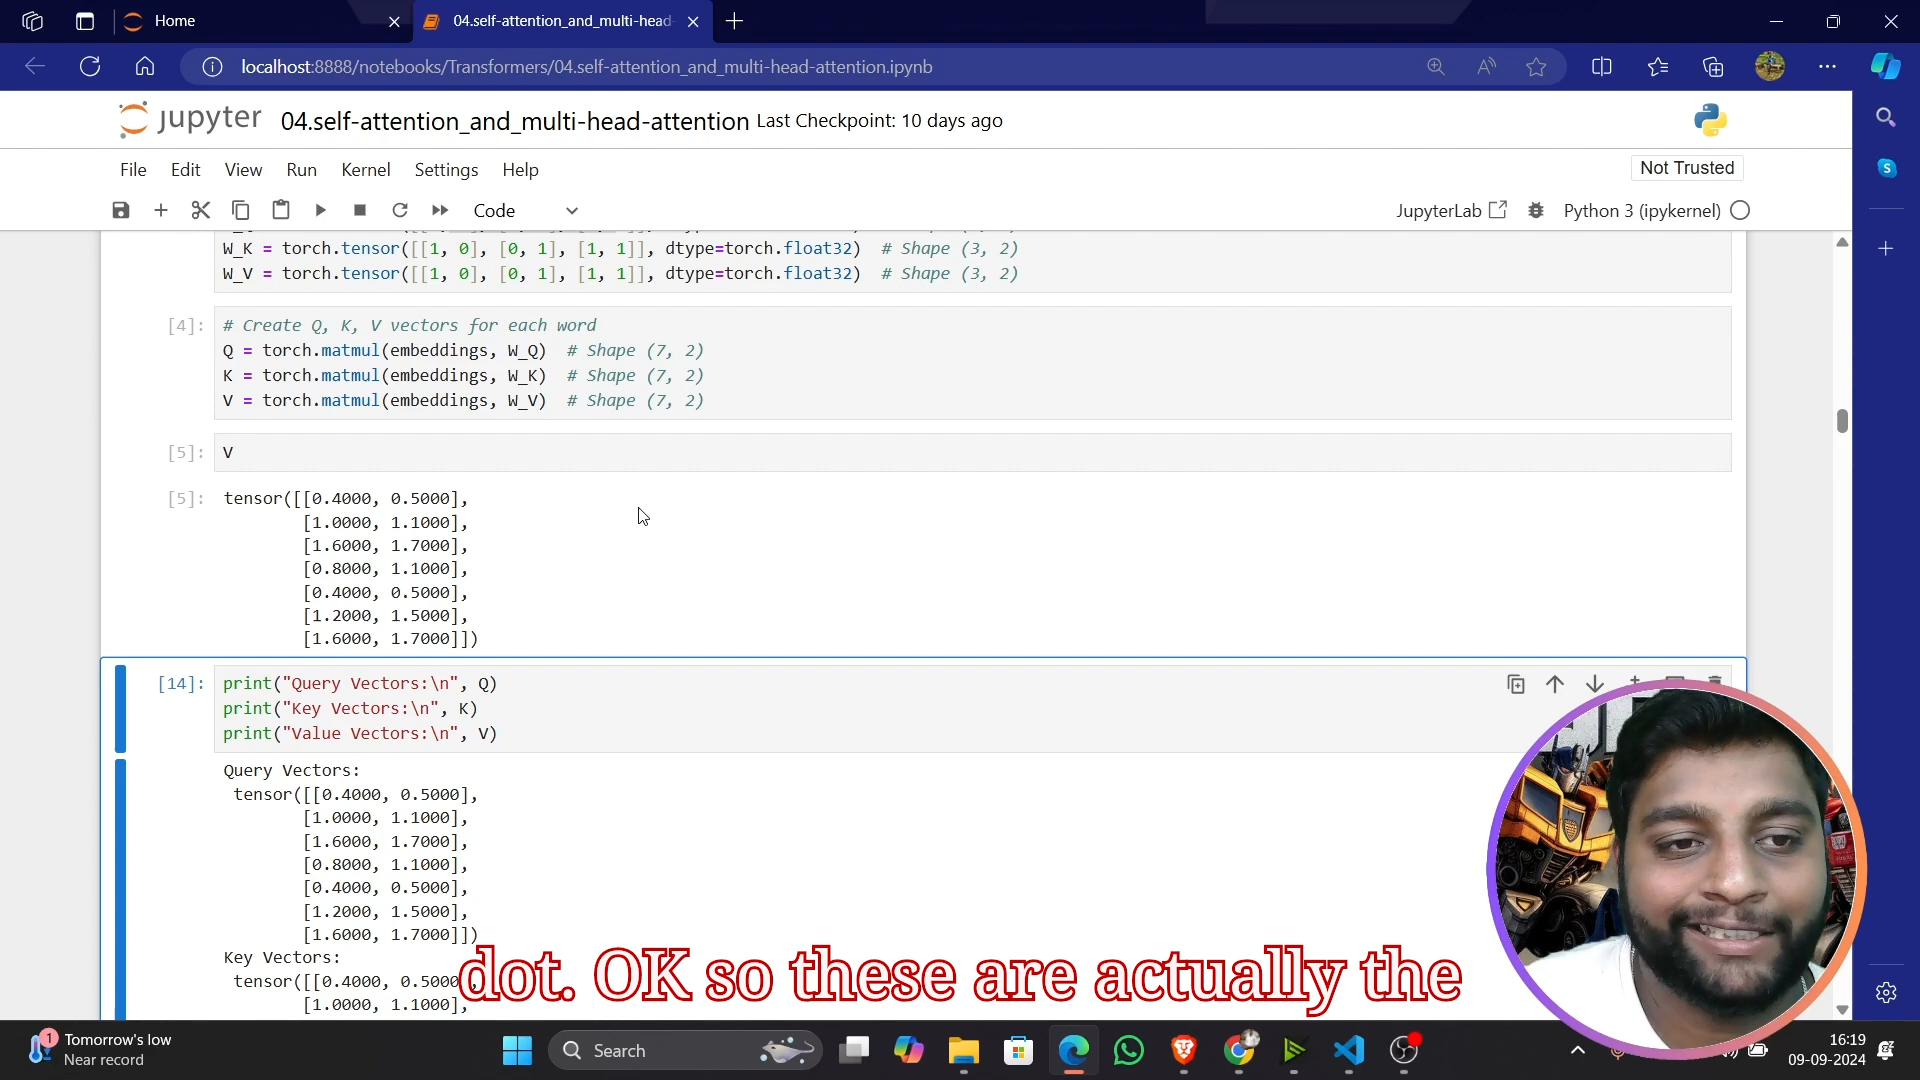 Home
04.self-attention_and_multi-head-
localhost:8888/notebooks/Transformers/04.self-attention_and_multi-head-attention.ipynb
jupyter 04.self-attention_and_multi-head-attention Last Checkpoint: 10 days ago
File Edit View Run Kernel Settings Help
Not Trusted
Code
JupyterLab
Python 3 (ipykernel)
W_K = torch.tensor([[1, 0], [0, 1], [1, 1]], dtype=torch.float32)  # Shape (3, 2)
W_V = torch.tensor([[1, 0], [0, 1], [1, 1]], dtype=torch.float32)  # Shape (3, 2)
[4]: # Create Q, K, V vectors for each word
Q = torch.matmul(embeddings, W_Q)  # Shape (7, 2)
K = torch.matmul(embeddings, W_K)  # Shape (7, 2)
V = torch.matmul(embeddings, W_V)  # Shape (7, 2)
[5]: V
[5]: tensor([[0.4000, 0.5000],
[1.0000, 1.1000],
[1.6000, 1.7000],
[0.8000, 1.1000],
[0.4000, 0.5000],
[1.2000, 1.5000],
[1.6000, 1.7000]])
[14]: print("Query Vectors:\n", Q)
print("Key Vectors:\n", K)
print("Value Vectors:\n", V)
Query Vectors:
tensor([[0.4000, 0.5000],
[1.0000, 1.1000],
[1.6000, 1.7000],
[0.8000, 1.1000],
[0.4000, 0.5000],
[1.2000, 1.5000],
[1.6000, 1.7000]])
Key Vectors:
tensor([[0.4000, 0.5000
[1.0000, 1.1000],
dot. OK so these are actually the
1
Tomorrow's low
Near record
Search
16:19
09-09-2024